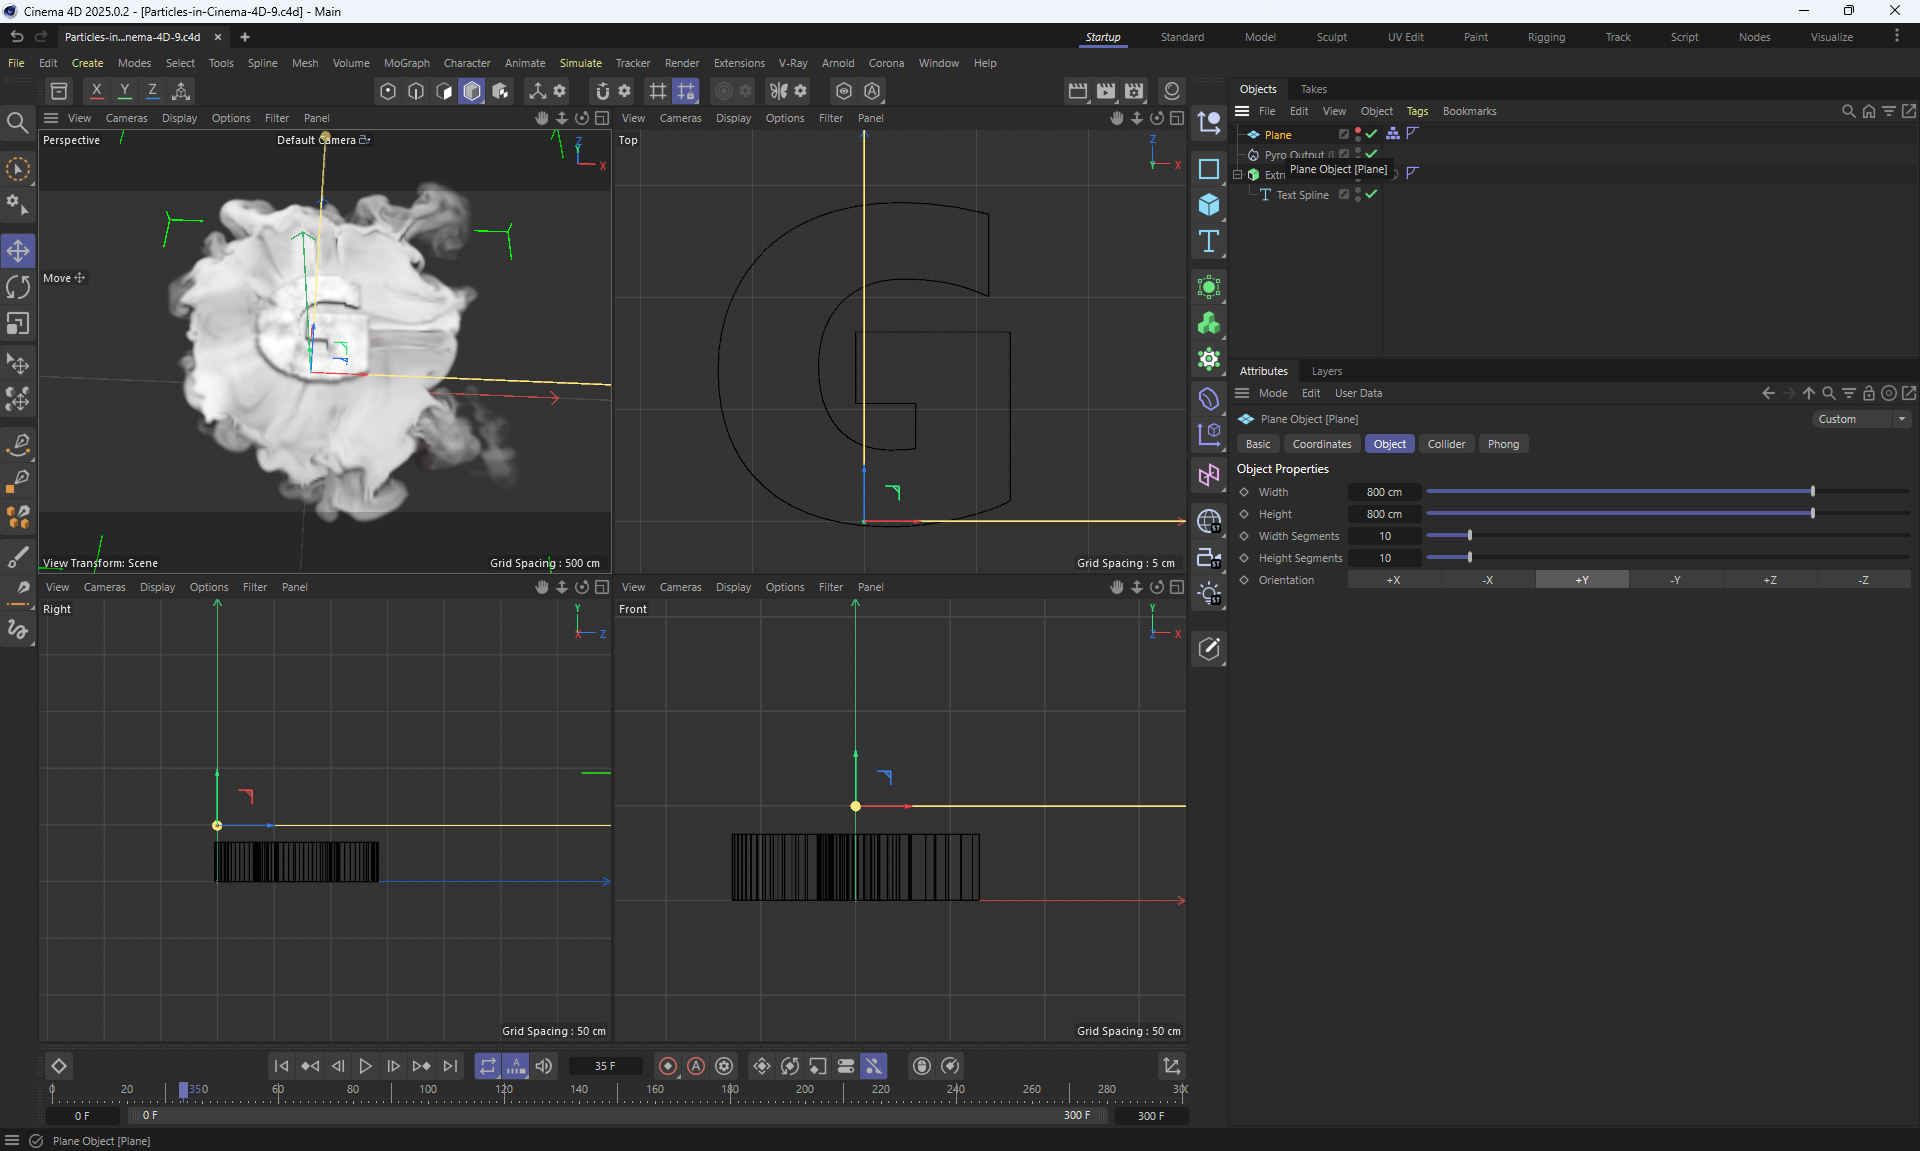 Cinema 4D 2025.0.2 - [Particles-in-Cinema-4D-9.c4d] - Main
Particles-in...nema-4D-9.c4d
Startup Standard Model Sculpt UV Edit Paint Rigging Track Script Nodes Visualize
File Edit Create Modes Select Tools Spline Mesh Volume MoGraph Character Animate Simulate Tracker Render Extensions V-Ray Arnold Corona Window Help
X Y Z
Objects Takes
File Edit View Object Tags Bookmarks
View Cameras Display Options Filter Panel
View Cameras Display Options Filter Panel
Perspective
Default Camera
Y
Z
X
Top
Z
Y
X
Plane
Pyro Output
Plane Object [Plane]
Extru
Text Spline
Move
View Transform: Scene
Grid Spacing : 500 cm
Grid Spacing : 5 cm
Attributes Layers
Mode Edit User Data
Plane Object [Plane]
Custom
Basic Coordinates Object Collider Phong
Object Properties
Width 800 cm
Height 800 cm
Width Segments 10
Height Segments 10
Orientation +X -X +Y -Y +Z -Z
ST
ST
ST
View Cameras Display Options Filter Panel
View Cameras Display Options Filter Panel
Right
Y
X
Z
Front
Y
Z
X
Grid Spacing : 50 cm
Grid Spacing : 50 cm
35 F
0 20 350 60 80 100 120 140 160 180 200 220 240 260 280 30
0 F
0 F
300 F
300 F
Plane Object [Plane]